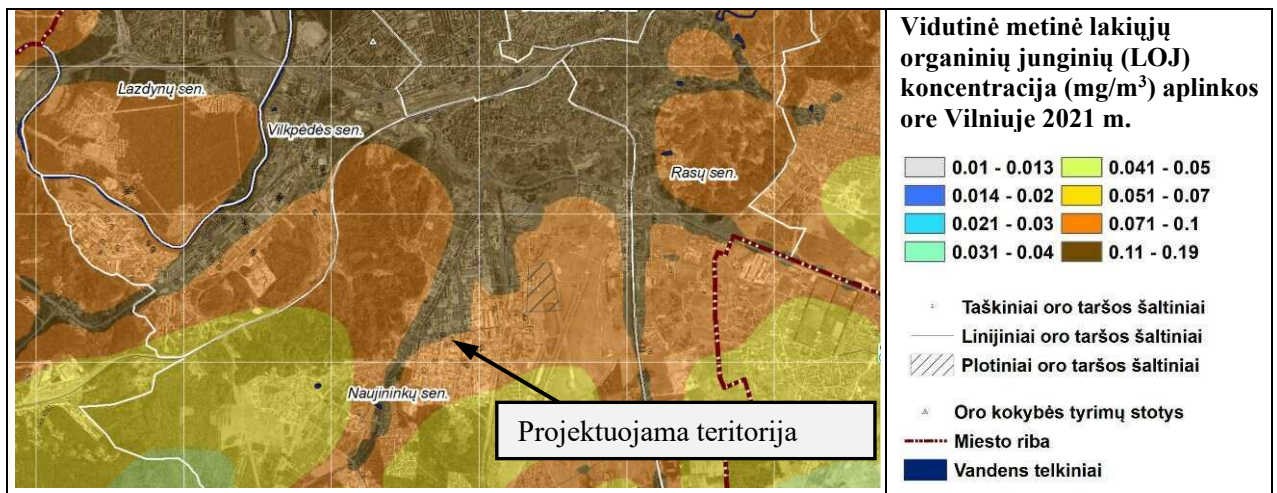 Lazdynų sen.
Vilkpėdės sen.
Rasų sen.
Naujininkų sen.
Projektuojama teritorija
Vidutinė metinė lakiųjų
organinių junginių (LOJ)
koncentracija (mg/m³) aplinkos
ore Vilniuje 2021 m.
0.01 - 0.013 0.041 - 0.05
0.014 - 0.02 0.051 - 0.07
0.021 - 0.03 0.071 - 0.1
0.031 - 0.04 0.11 - 0.19
Taškiniai oro taršos šaltiniai
Linijiniai oro taršos šaltiniai
Plotiniai oro taršos šaltiniai
Oro kokybės tyrimų stotys
Miesto riba
Vandens telkiniai